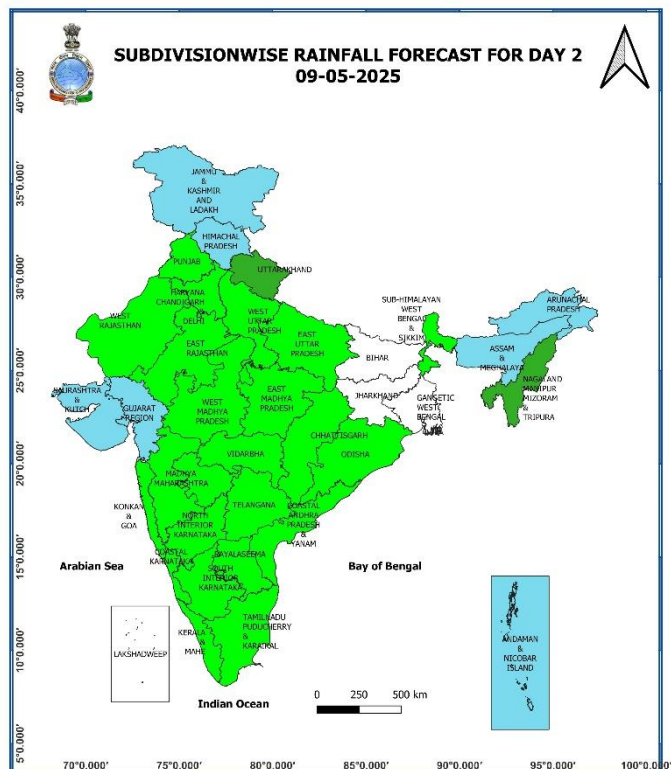 SUBDIVISIONWISE RAINFALL FORECAST FOR DAY 2
09-05-2025
40°0.000'
35°0.000'
30°0.000'
25°0.000'
20°0.000'
15°0.000'
10°0.000'
5°0.000'
JAMMU
&
KASHMIR
AND
LADAKH
HIMACHAL
PRADESH
PUNJAB
UTTARAKHAND
HARYANA
CHANDIGARH
&
DELHI
WEST
UTTAR
PRADESH
WEST
RAJASTHAN
EAST
RAJASTHAN
EAST
UTTAR
PRADESH
SUB-HIMALAYAN
WEST
BENGAL
&
SIKKIM
ARUNACHAL
PRADESH
ASSAM
&
MEGHALAYA
NAGALAND
MANIPUR
MIZORAM
&
TRIPURA
BIHAR
JHARKHAND
GANGETIC
WEST
BENGAL
SAURASHTRA
&
KUTCH
GUJARAT
REGION
WEST
MADHYA
PRADESH
EAST
MADHYA
PRADESH
CHHATTISGARH
ODISHA
VIDARBHA
MADHYA
MAHARASHTRA
KONKAN
&
GOA
NORTH
INTERIOR
KARNATAKA
TELANGANA
COASTAL
ANDHRA
PRADESH
&
YANAM
COASTAL
KARNATAKA
RAYALASEEMA
SOUTH
INTERIOR
KARNATAKA
Arabian Sea
Bay of Bengal
LAKSHADWEEP
KERALA
&
MAHE
TAMILNADU
PUDUCHERRY
&
KARAIKAL
ANDAMAN
&
NICOBAR
ISLAND
Indian Ocean
0 250 500 km
70°0.000' 75°0.000' 80°0.000' 85°0.000' 90°0.000' 95°0.000' 100°0.000'